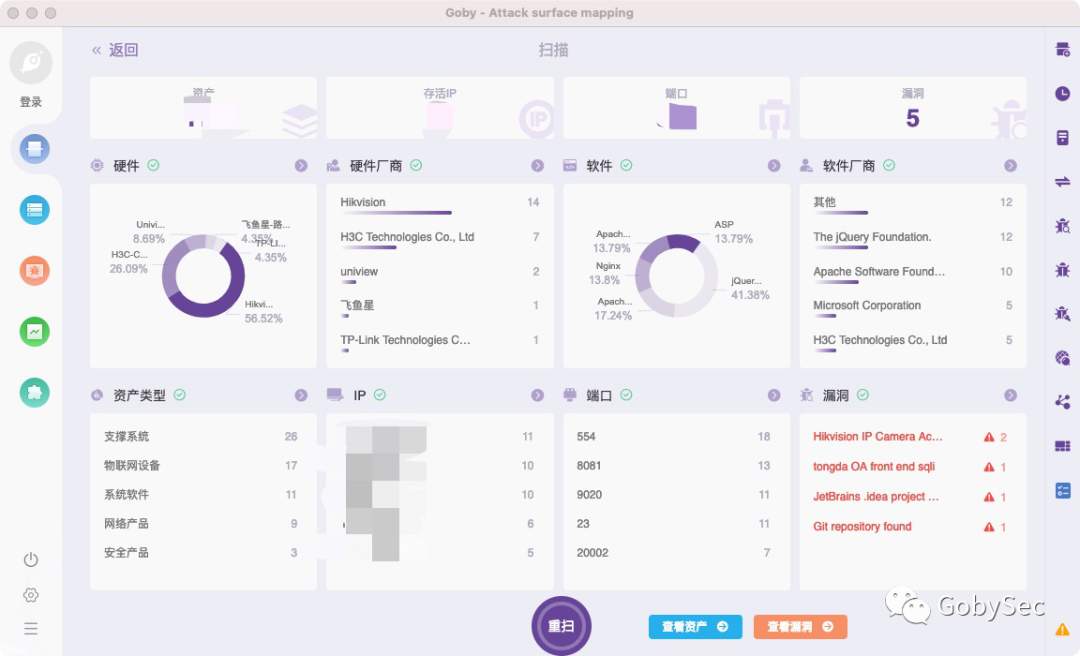 Goby - Attack surface mapping
« 返回
扫描
登录
资产
存活IP
IP
端口
漏洞
5
硬件
硬件厂商
软件
软件厂商
Univi...
8.69%
飞鱼星-路...
4.35%
TP-LI...
4.35%
H3C-C...
26.09%
Hikvi...
56.52%
Hikvision 14
H3C Technologies Co., Ltd 7
uniview 2
飞鱼星 1
TP-Link Technologies C... 1
ASP
13.79%
Apach...
13.79%
Nginx
13.8%
jQuer...
41.38%
Apach...
17.24%
其他 12
The jQuery Foundation. 12
Apache Software Found... 10
Microsoft Corporation 5
H3C Technologies Co., Ltd 5
资产类型
IP
端口
漏洞
支撑系统 26
物联网设备 17
系统软件 11
网络产品 9
安全产品 3
11
10
10
6
5
554 18
8081 13
9020 11
23 11
20002 7
Hikvision IP Camera Ac... 2
tongda OA front end sqli 1
JetBrains .idea project ... 1
Git repository found 1
重扫
查看资产
查看漏洞
GobySec